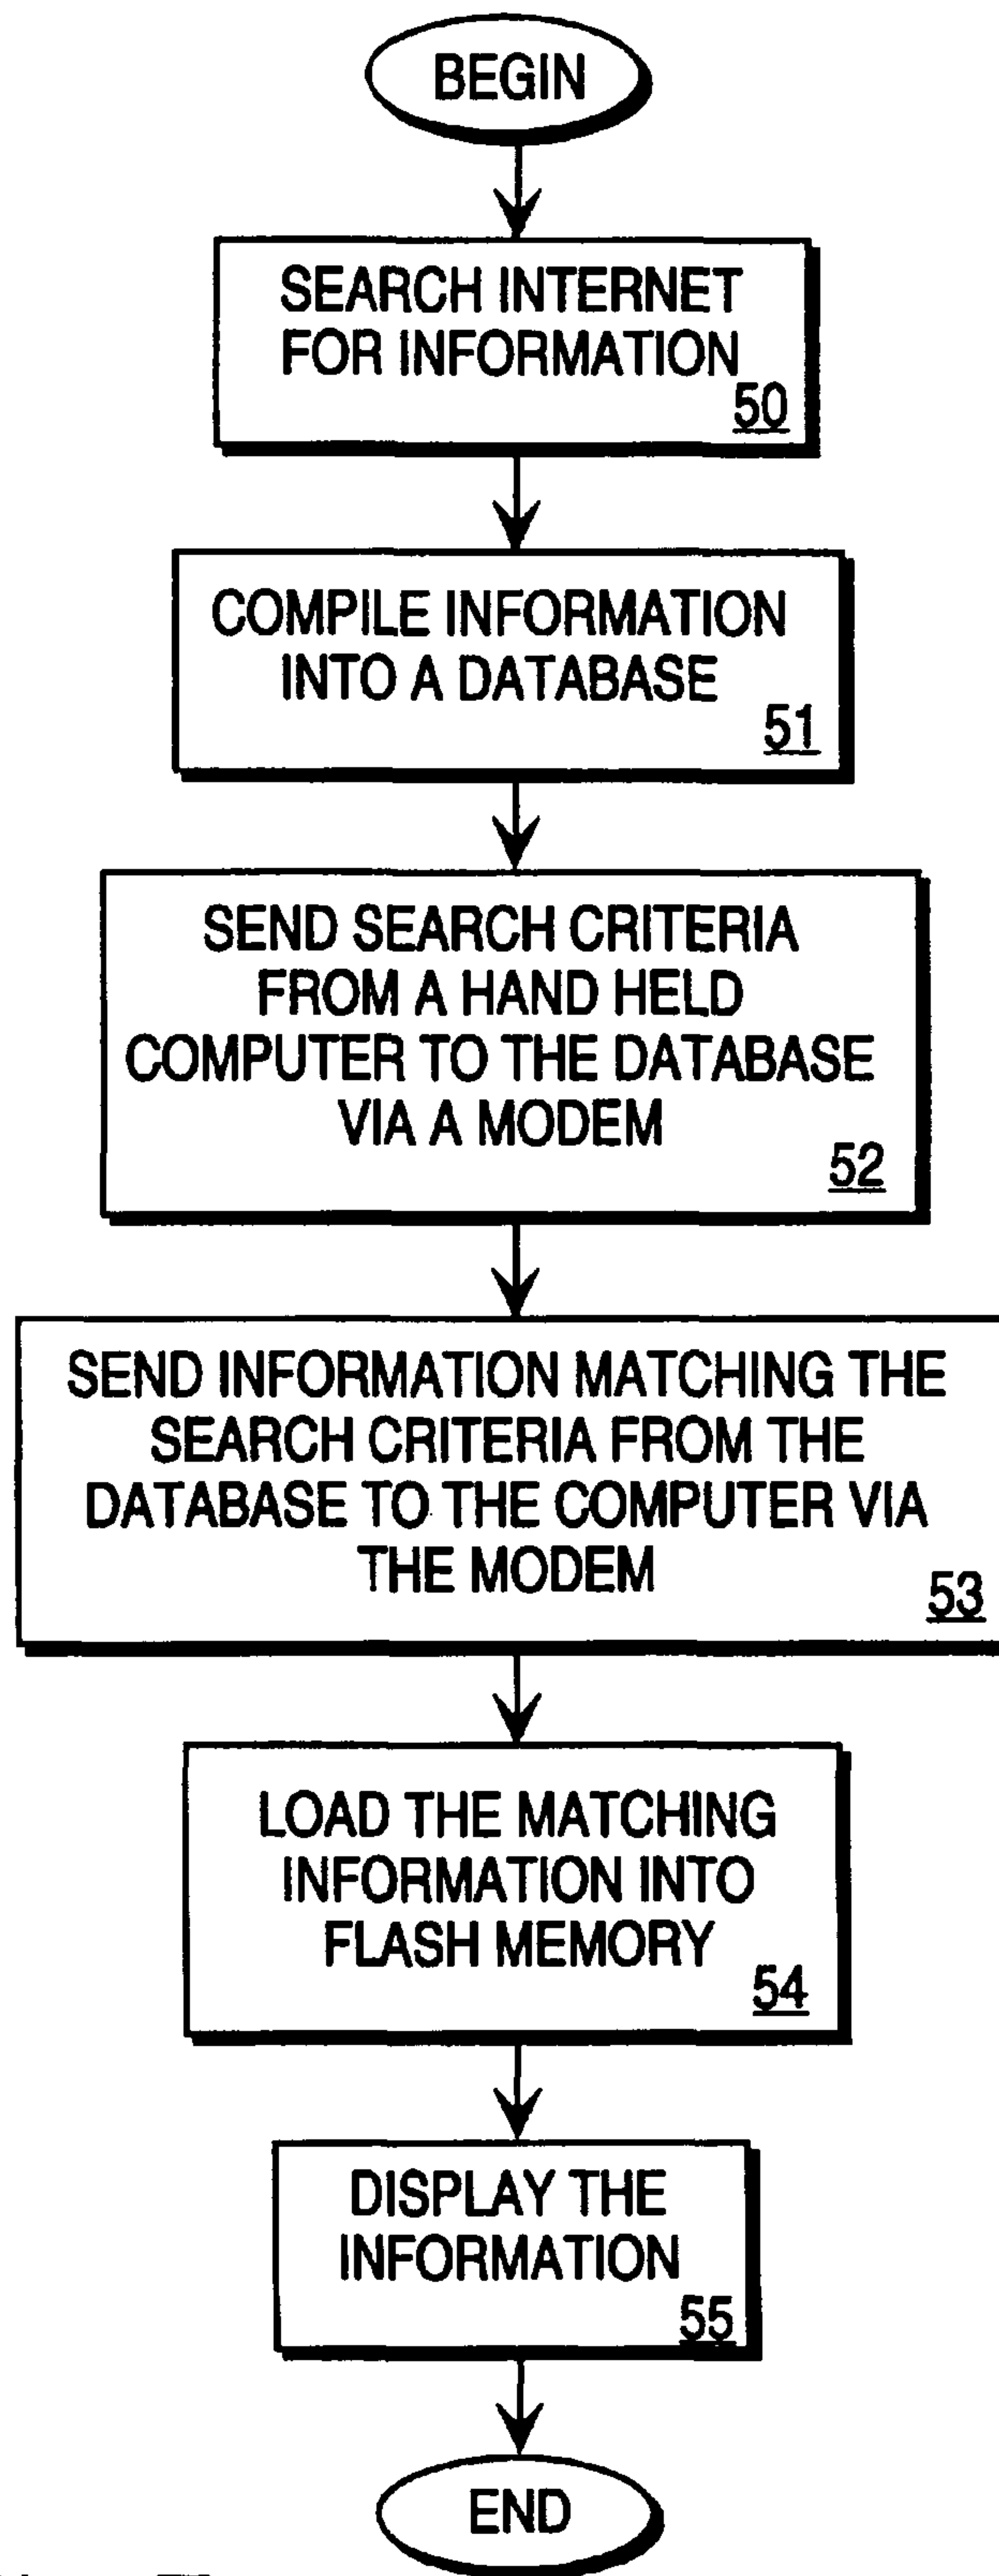 BEGIN
SEARCH INTERNET
FOR INFORMATION
50
COMPILE INFORMATION
INTO A DATABASE
51
SEND SEARCH CRITERIA
FROM A HAND HELD
COMPUTER TO THE DATABASE
VIA A MODEM
52
SEND INFORMATION MATCHING THE
SEARCH CRITERIA FROM THE
DATABASE TO THE COMPUTER VIA
THE MODEM
53
LOAD THE MATCHING
INFORMATION INTO
FLASH MEMORY
54
DISPLAY THE
INFORMATION
55
END